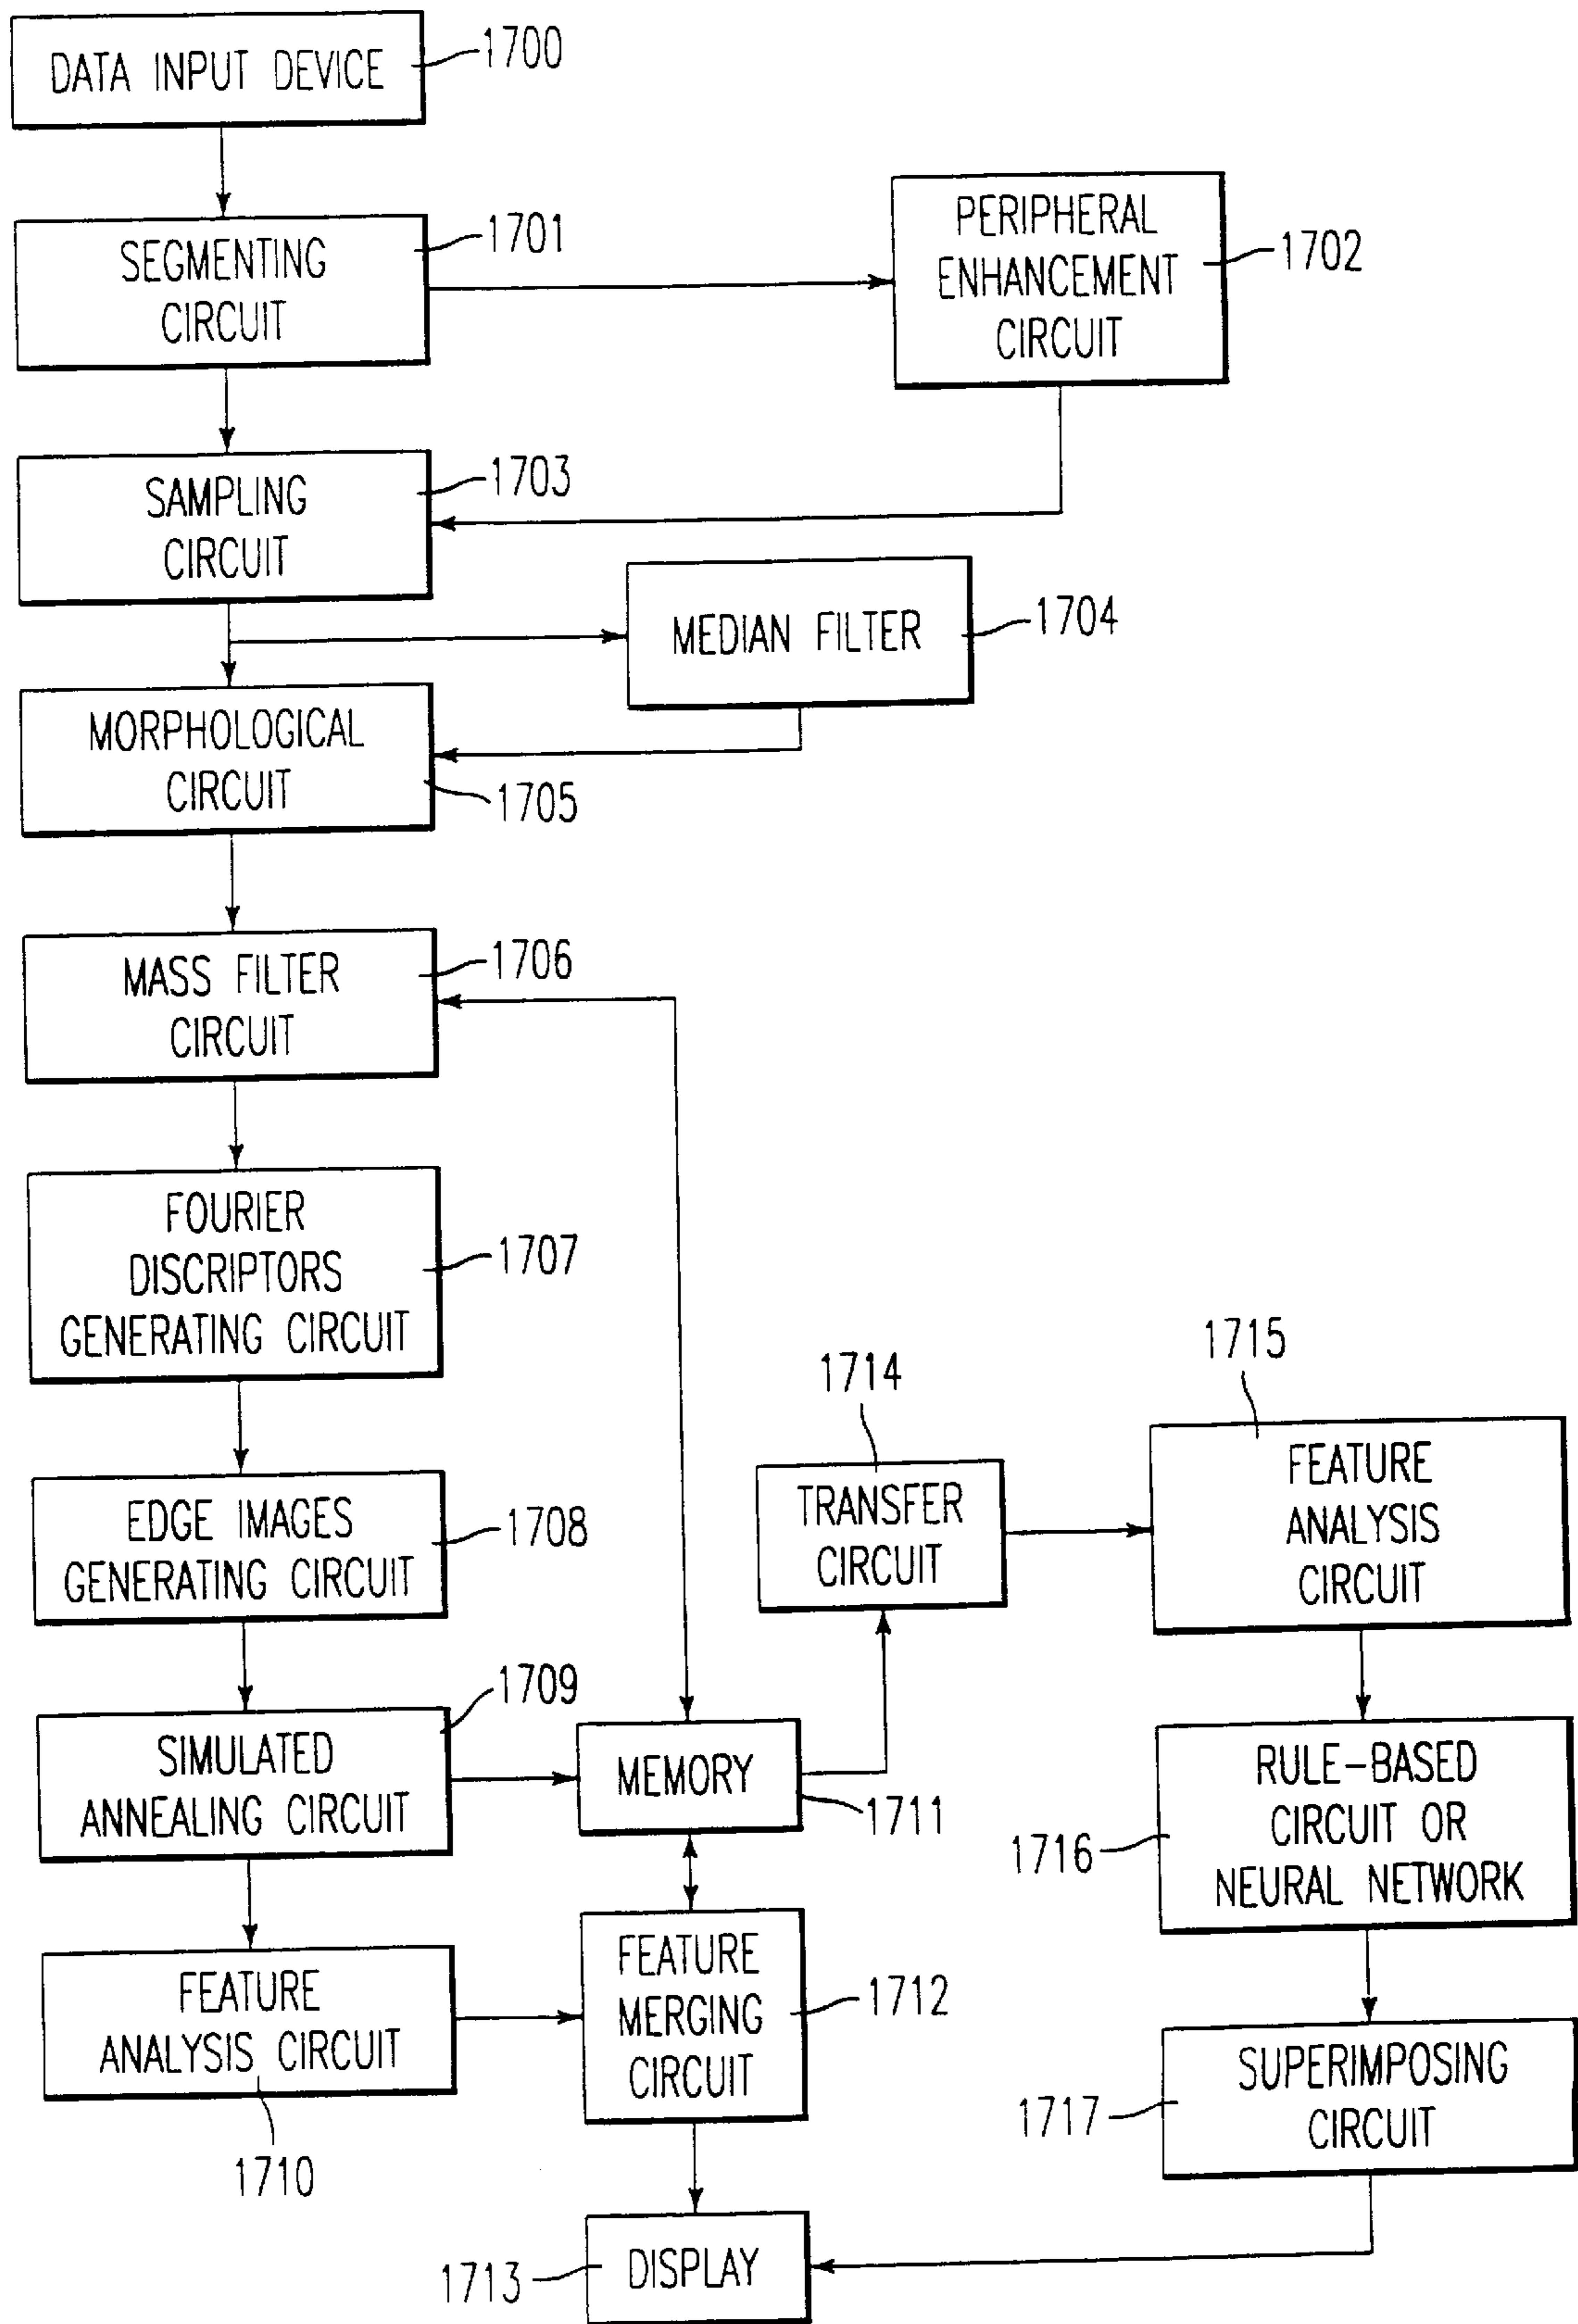 DATA INPUT DEVICE
1700
SEGMENTING
CIRCUIT
1701
PERIPHERAL
ENHANCEMENT
CIRCUIT
1702
SAMPLING
CIRCUIT
1703
MEDIAN FILTER
1704
MORPHOLOGICAL
CIRCUIT
1705
MASS FILTER
CIRCUIT
1706
FOURIER
DISCRIPTORS
GENERATING CIRCUIT
1707
EDGE IMAGES
GENERATING CIRCUIT
1708
SIMULATED
ANNEALING CIRCUIT
1709
FEATURE
ANALYSIS CIRCUIT
1710
MEMORY
1711
FEATURE
MERGING
CIRCUIT
1712
DISPLAY
1713
1714
TRANSFER
CIRCUIT
1715
FEATURE
ANALYSIS
CIRCUIT
RULE-BASED
CIRCUIT OR
NEURAL NETWORK
1716
SUPERIMPOSING
CIRCUIT
1717